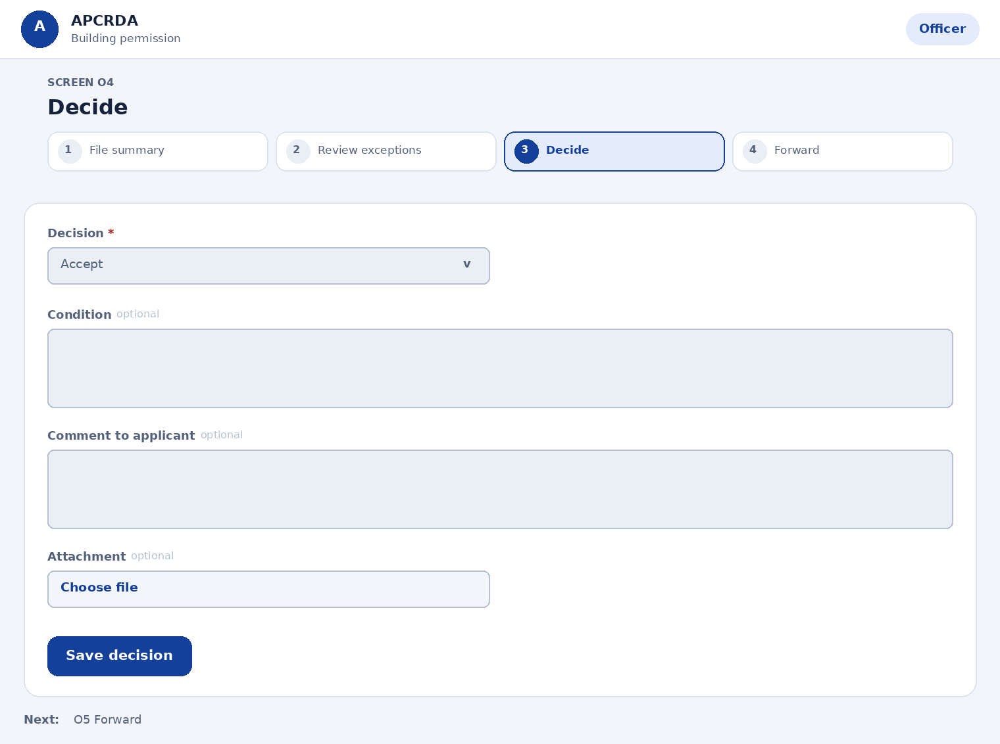 A
APCRDA
Building permission
Officer
SCREEN O4
Decide
1 File summary
2 Review exceptions
3 Decide
4 Forward
Decision *
Accept v
Condition optional
Comment to applicant optional
Attachment optional
Choose file
Save decision
Next: O5 Forward